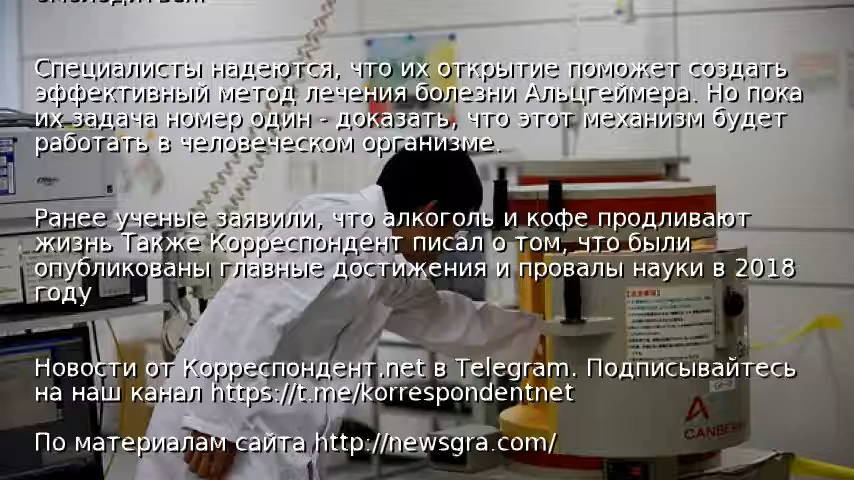 Специалисты надеются, что их открытие поможет создать
эффективный метод лечения болезни Альцгеймера. Но пока
их задача номер один - доказать, что этот механизм будет
работать в человеческом организме.
Ранее ученые заявили, что алкоголь и кофе продливают
жизнь Также Корреспондент писал о том, что были
опубликованы главные достижения и провалы науки в 2018
году
Новости от Корреспондент.net в Telegram. Подписывайтесь
на наш канал https://t.me/korrespondentnet
По материалам сайта http://newsgra.com/
CANBERRA